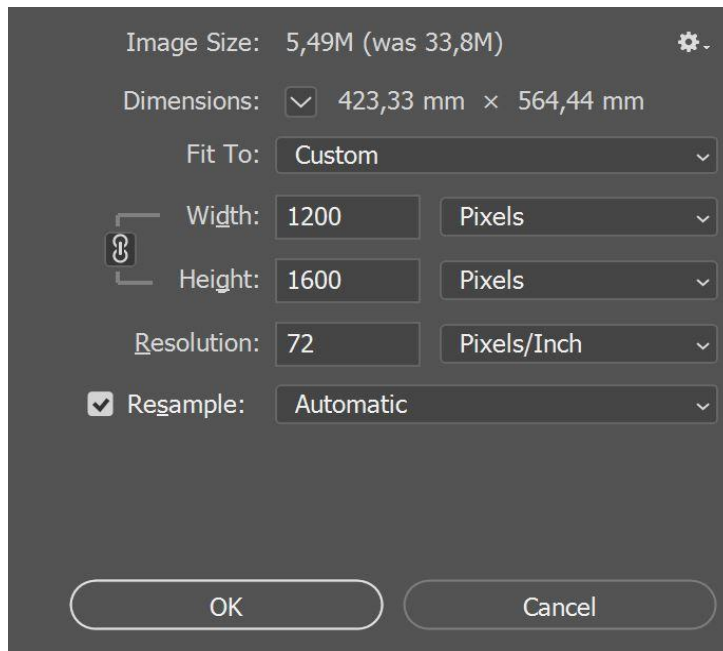 Image Size: 5,49M (was 33,8M)
Dimensions: 423,33 mm × 564,44 mm
Fit To: Custom
Width: 1200 Pixels
Height: 1600 Pixels
Resolution: 72 Pixels/Inch
Resample: Automatic
OK Cancel